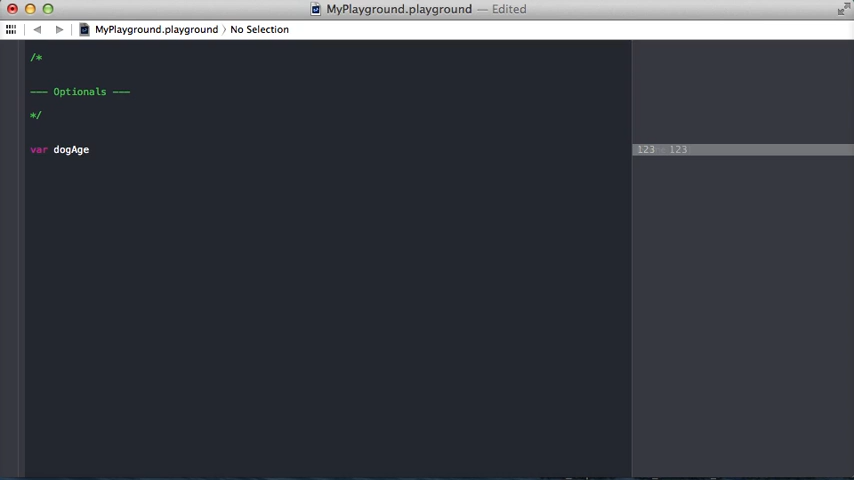 MyPlayground.playground — Edited
MyPlayground.playground 〉 No Selection
/*
--- Optionals ---
*/
var dogAge
123 123